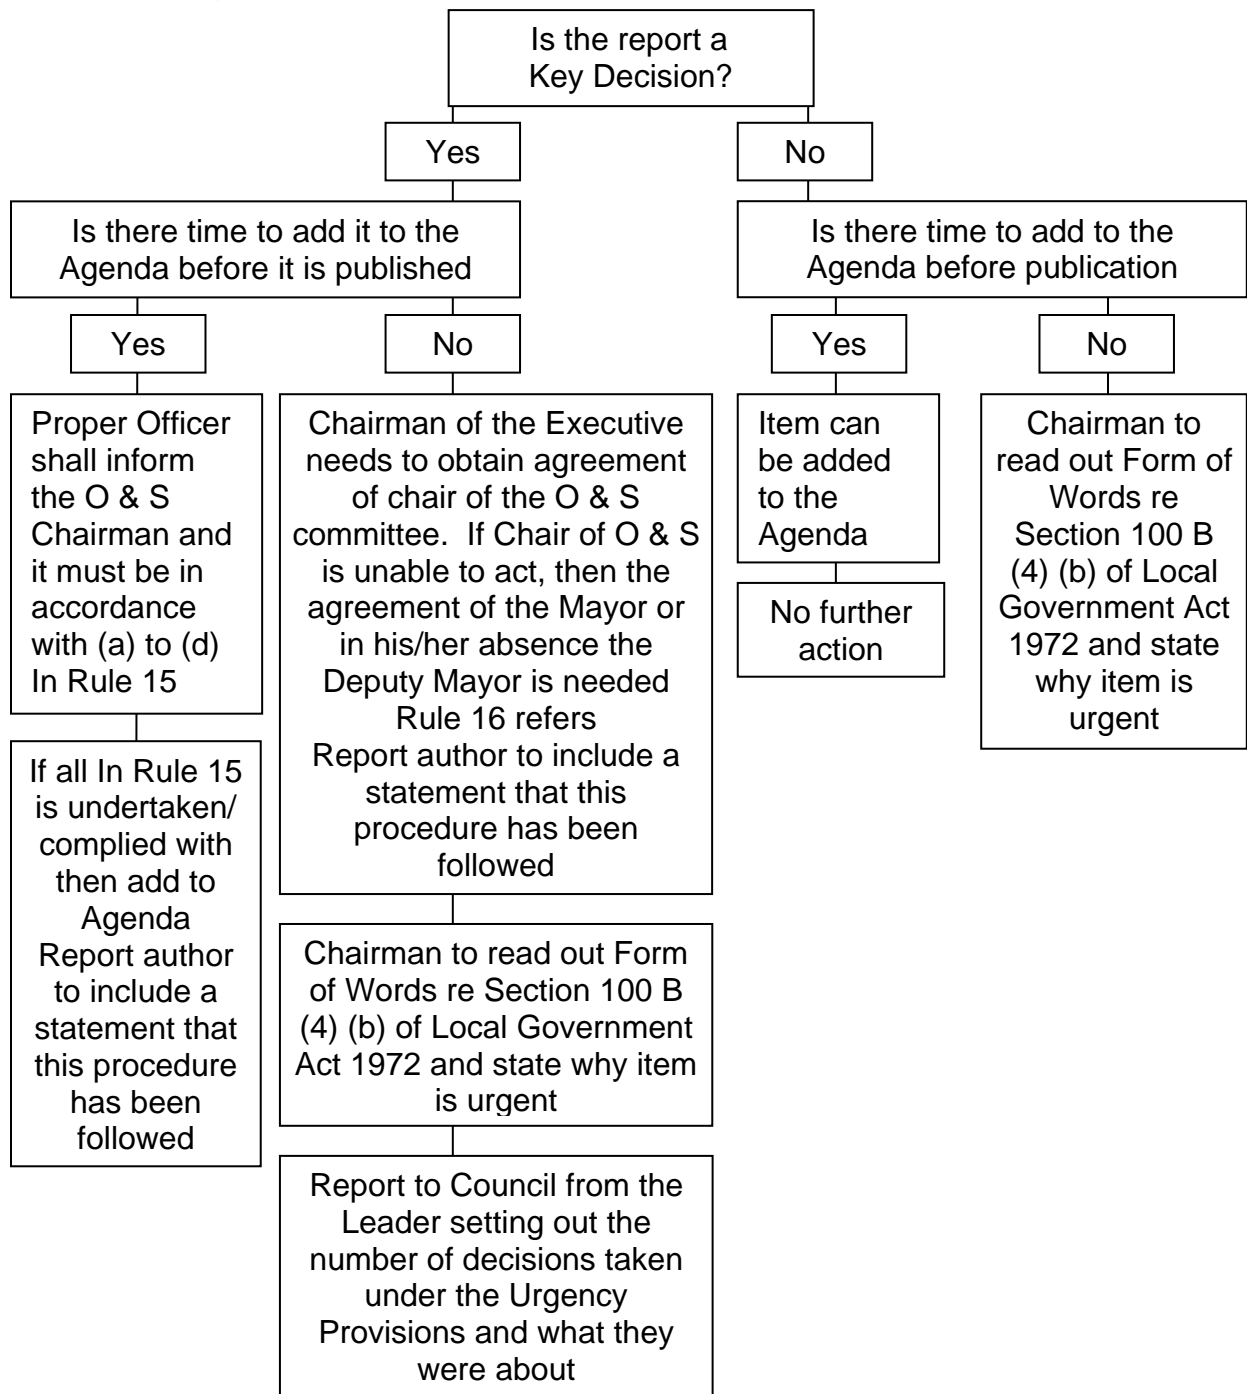 Is the report a
Key Decision?
Yes
No
Is there time to add it to the
Agenda before it is published
Is there time to add to the
Agenda before publication
Yes
No
Yes
No
Proper Officer
shall inform
the O & S
Chairman and
it must be in
accordance
with (a) to (d)
In Rule 15
Chairman of the Executive
needs to obtain agreement
of chair of the O & S
committee. If Chair of O & S
is unable to act, then the
agreement of the Mayor or
in his/her absence the
Deputy Mayor is needed
Rule 16 refers
Report author to include a
statement that this
procedure has been
followed
Item can
be added
to the
Agenda
No further
action
Chairman to
read out Form of
Words re
Section 100 B
(4) (b) of Local
Government Act
1972 and state
why item is
urgent
If all In Rule 15
is undertaken/
complied with
then add to
Agenda
Report author
to include a
statement that
this procedure
has been
followed
Chairman to read out Form
of Words re Section 100 B
(4) (b) of Local Government
Act 1972 and state why item
is urgent
Report to Council from the
Leader setting out the
number of decisions taken
under the Urgency
Provisions and what they
were about